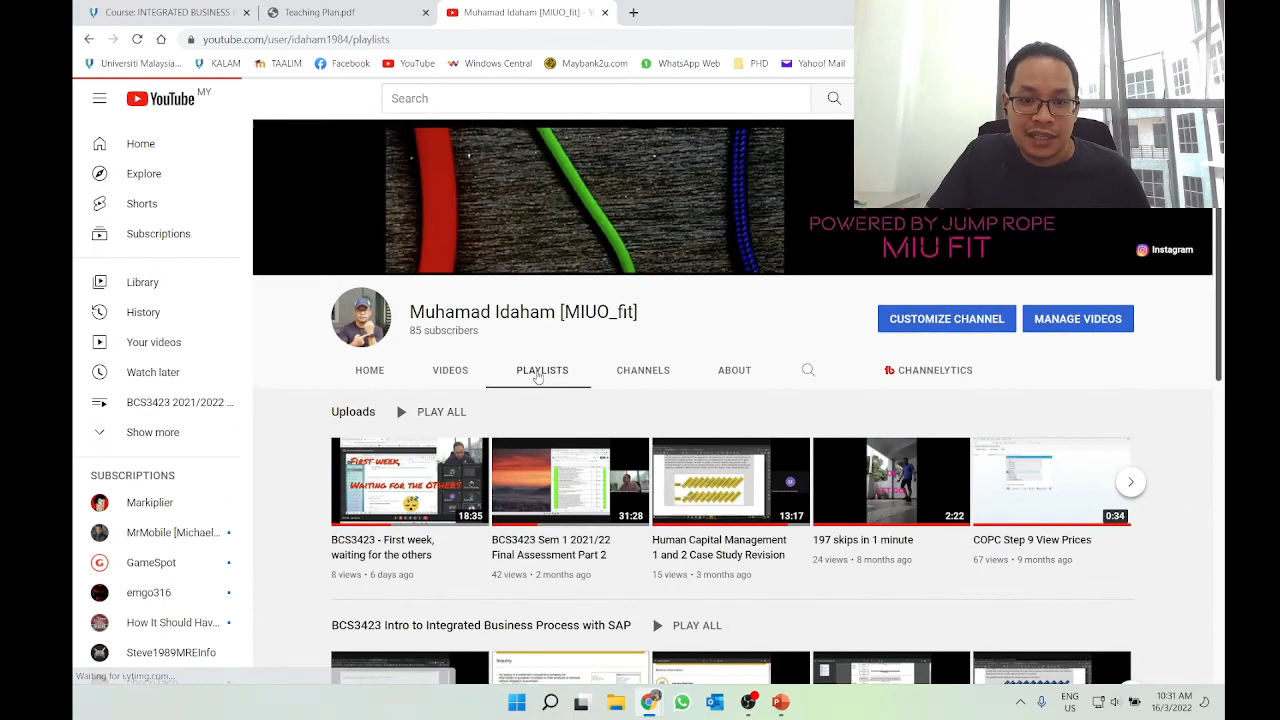 Course: INTEGRATED BUSINESS
Teaching Plan.pdf
Muhamad Idaham [MIUO_fit] - Y
youtube.com/user/idaham1984/playlists
Universiti Malaysia...
KALAM
TAALIM
Facebook
YouTube
Windows Central
Maybank2u.com
WhatsApp Web
PHD
Yahoo! Mail
YouTube MY
Search
Home
Explore
Shorts
Subscriptions
Library
History
Your videos
Watch later
BCS3423 2021/2022 ...
Show more
SUBSCRIPTIONS
Markiplier
MrMobile [Michael...
GameSpot
emgo316
How It Should Hav...
Steve1989MREInfo
POWERED BY JUMP ROPE
MIU FIT
Instagram
Muhamad Idaham [MIUO_fit]
85 subscribers
CUSTOMIZE CHANNEL
MANAGE VIDEOS
HOME
VIDEOS
PLAYLISTS
CHANNELS
ABOUT
CHANNELYTICS
Uploads
PLAY ALL
FIRST WEEK,
WAITING FOR THE OTHERS
18:35
31:28
13:17
2:22
0:34
BCS3423 - First week,
waiting for the others
8 views • 6 days ago
BCS3423 Sem 1 2021/22
Final Assessment Part 2
42 views • 2 months ago
Human Capital Management
1 and 2 Case Study Revision
15 views • 3 months ago
197 skips in 1 minute
24 views • 8 months ago
COPC Step 9 View Prices
67 views • 9 months ago
BCS3423 Intro to Integrated Business Process with SAP
PLAY ALL
Inquiry
ENG
US
10:31 AM
16/3/2022